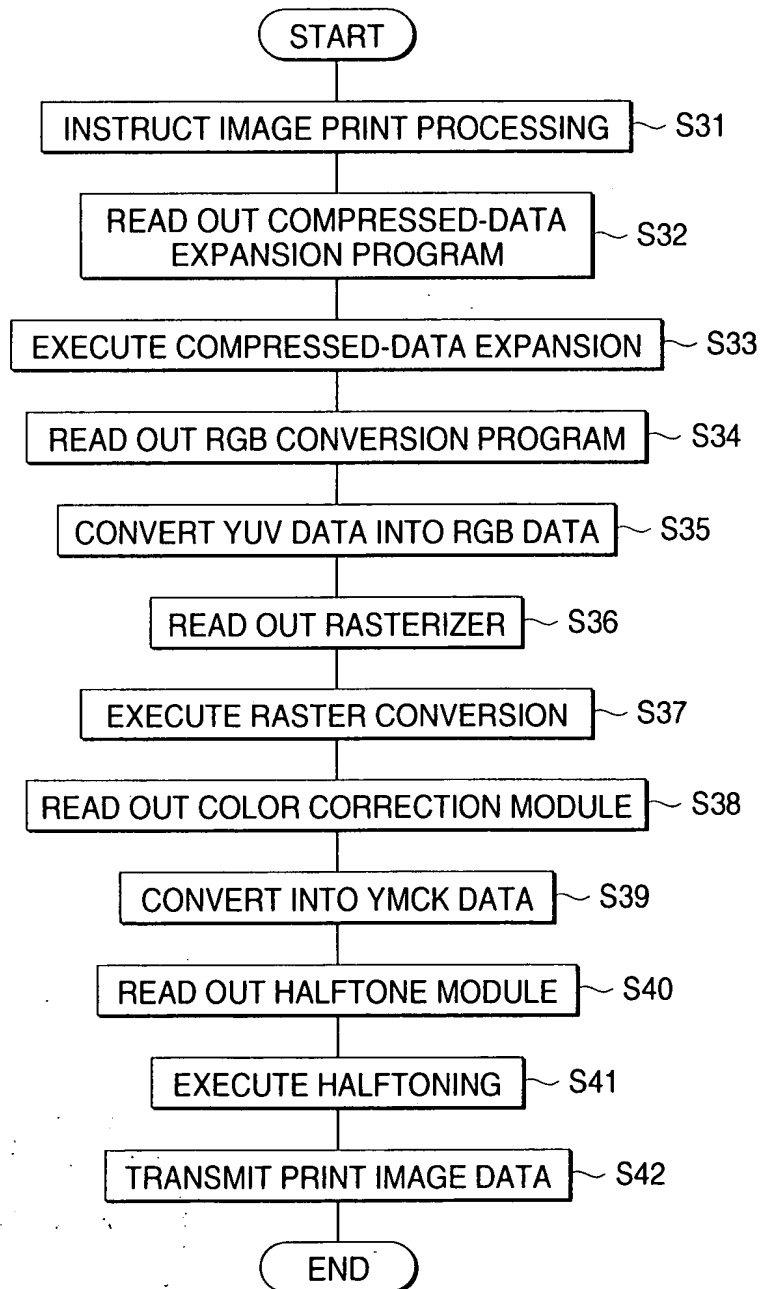 START
INSTRUCT IMAGE PRINT PROCESSING ~ S31
READ OUT COMPRESSED-DATA
EXPANSION PROGRAM ~ S32
EXECUTE COMPRESSED-DATA EXPANSION ~ S33
READ OUT RGB CONVERSION PROGRAM ~ S34
CONVERT YUV DATA INTO RGB DATA ~ S35
READ OUT RASTERIZER ~ S36
EXECUTE RASTER CONVERSION ~ S37
READ OUT COLOR CORRECTION MODULE ~ S38
CONVERT INTO YMCK DATA ~ S39
READ OUT HALFTONE MODULE ~ S40
EXECUTE HALFTONING ~ S41
TRANSMIT PRINT IMAGE DATA ~ S42
END